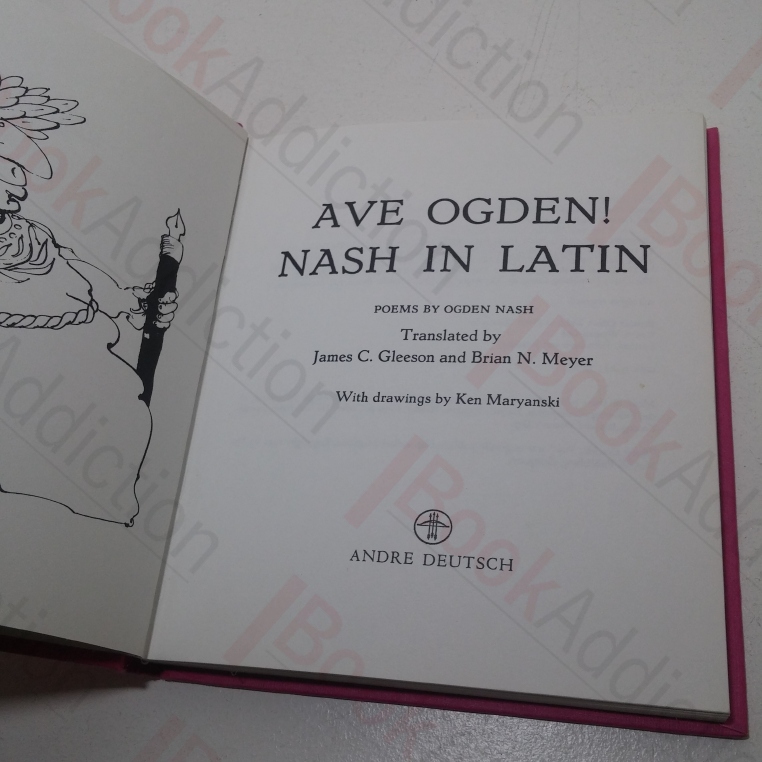 AVE OGDEN!
NASH IN LATIN
POEMS BY OGDEN NASH
Translated by
James C. Gleeson and Brian N. Meyer
With drawings by Ken Maryanski
ANDRE DEUTSCH
BookAddiction